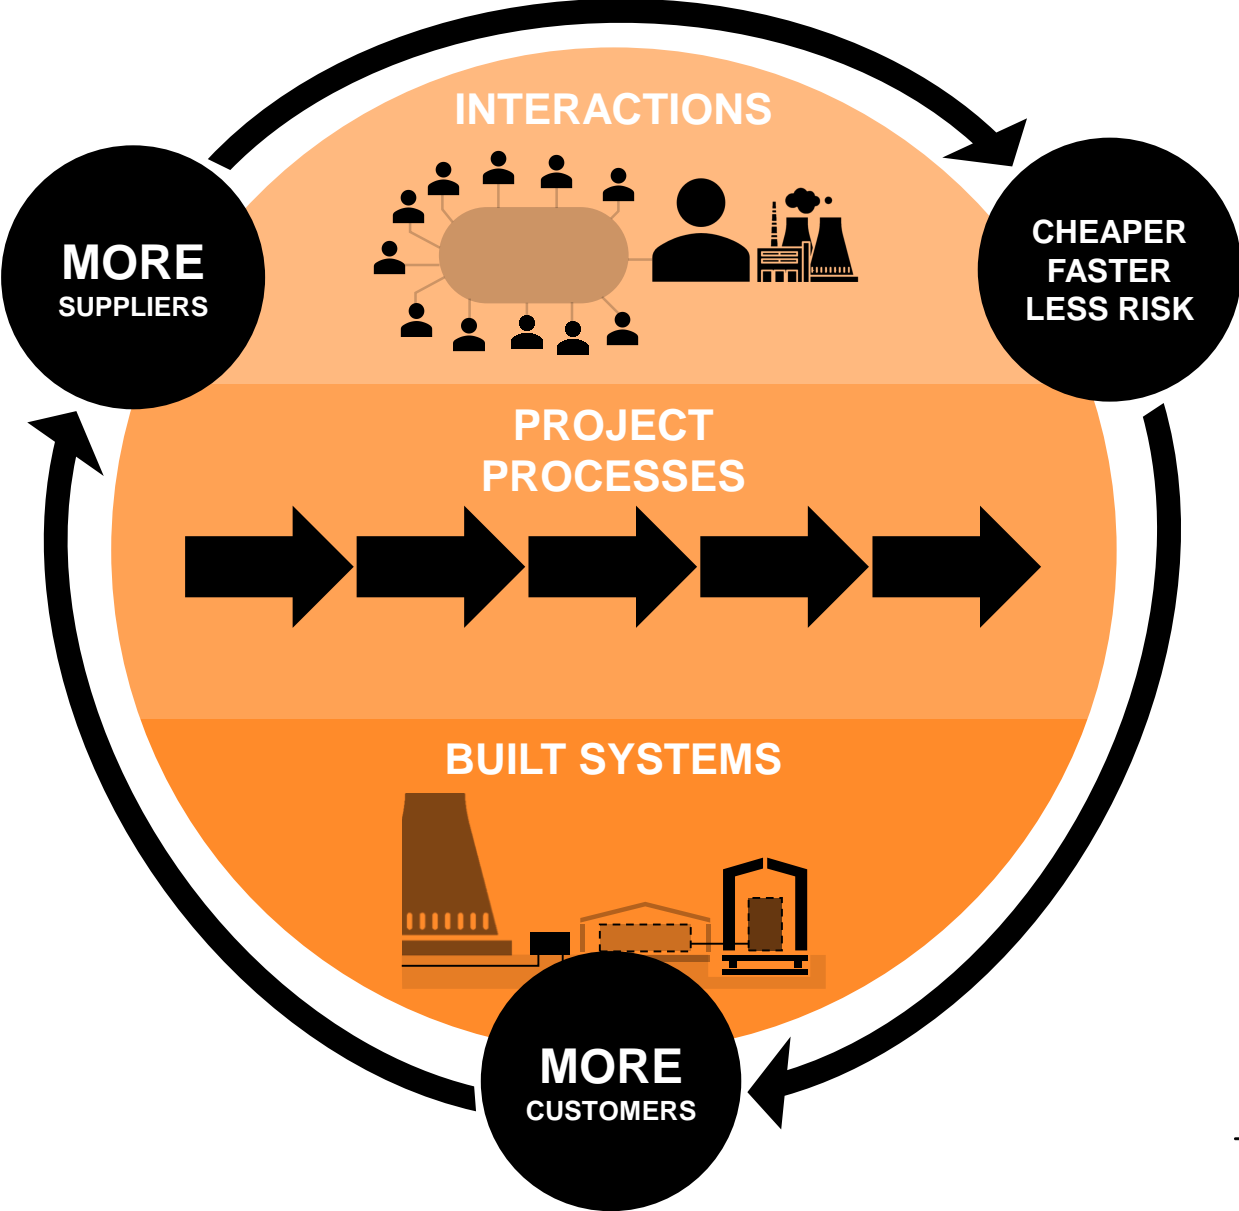 INTERACTIONS
MORE
SUPPLIERS
CHEAPER
FASTER
LESS RISK
PROJECT
PROCESSES
BUILT SYSTEMS
MORE
CUSTOMERS